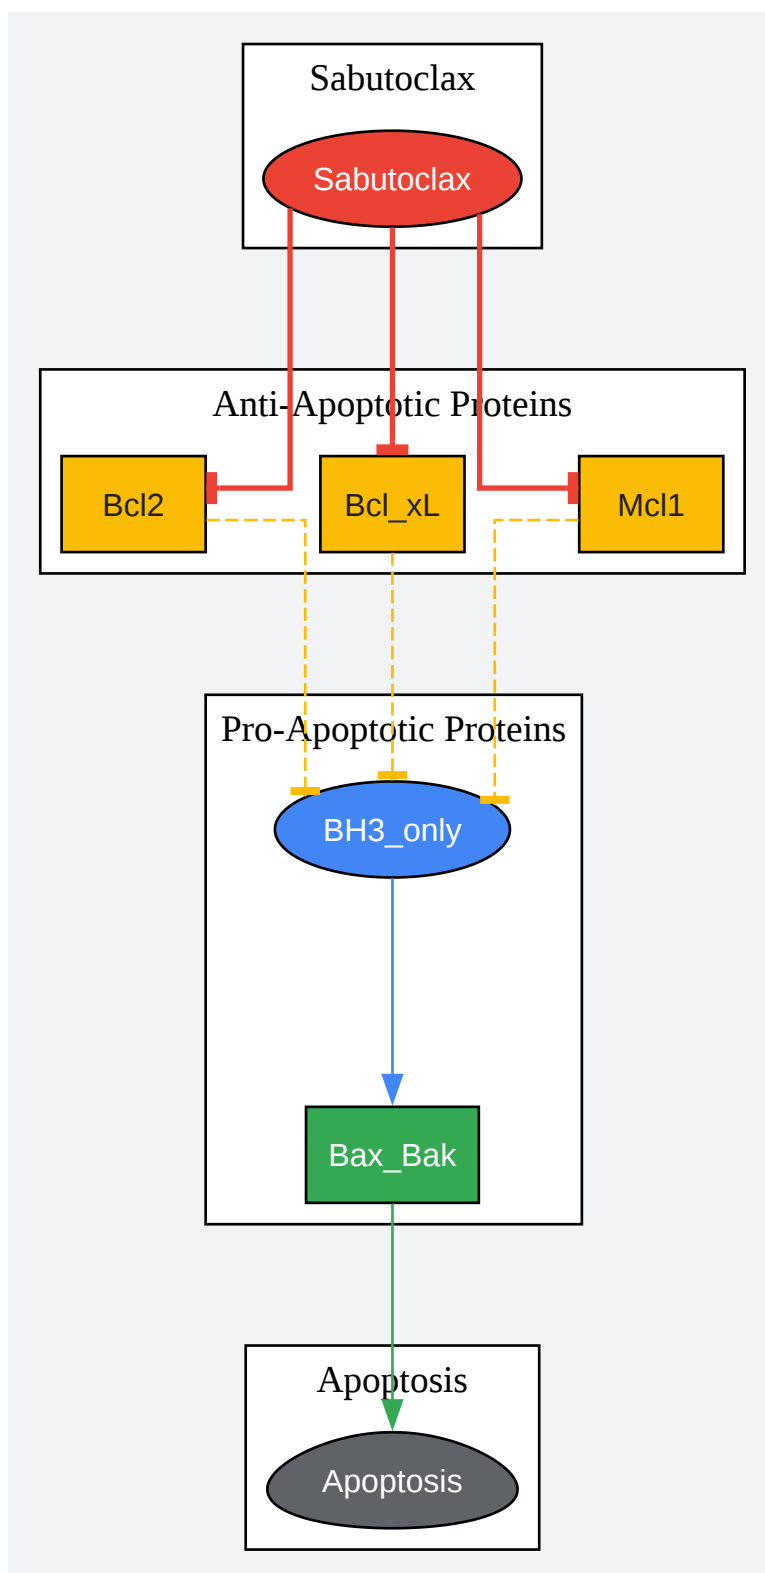 Sabutoclax
Sabutoclax
Anti-Apoptotic Proteins
Bcl2
Bcl_xL
Mcl1
Pro-Apoptotic Proteins
BH3_only
Bax_Bak
Apoptosis
Apoptosis